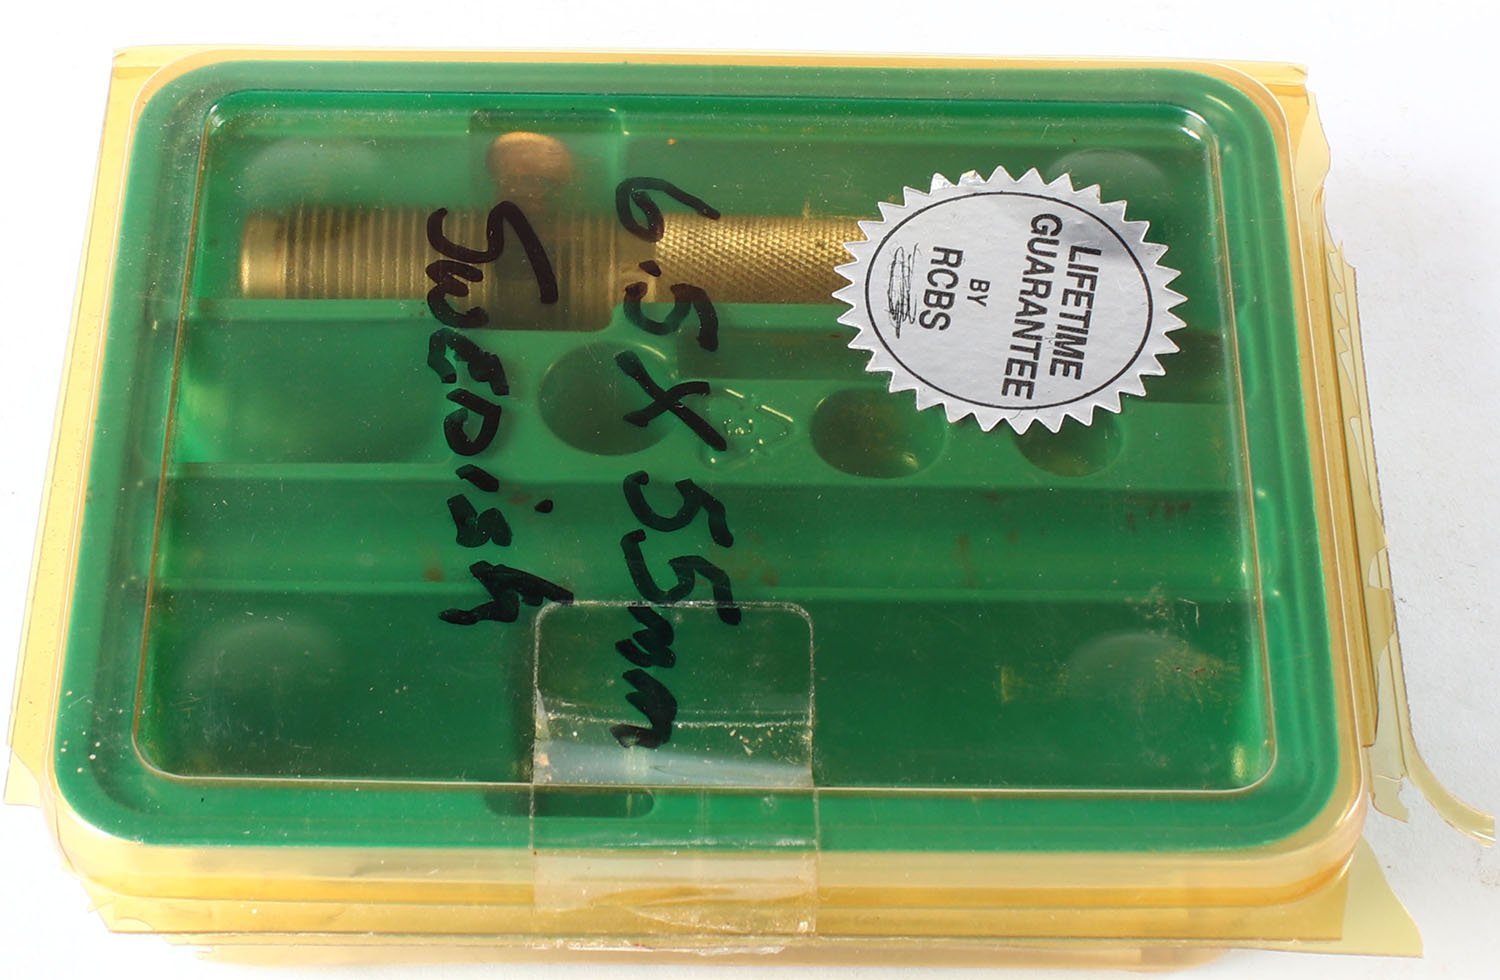 6.5 X 55mm
SWEDish
LIFETIME
GUARANTEE
BY
RCBS